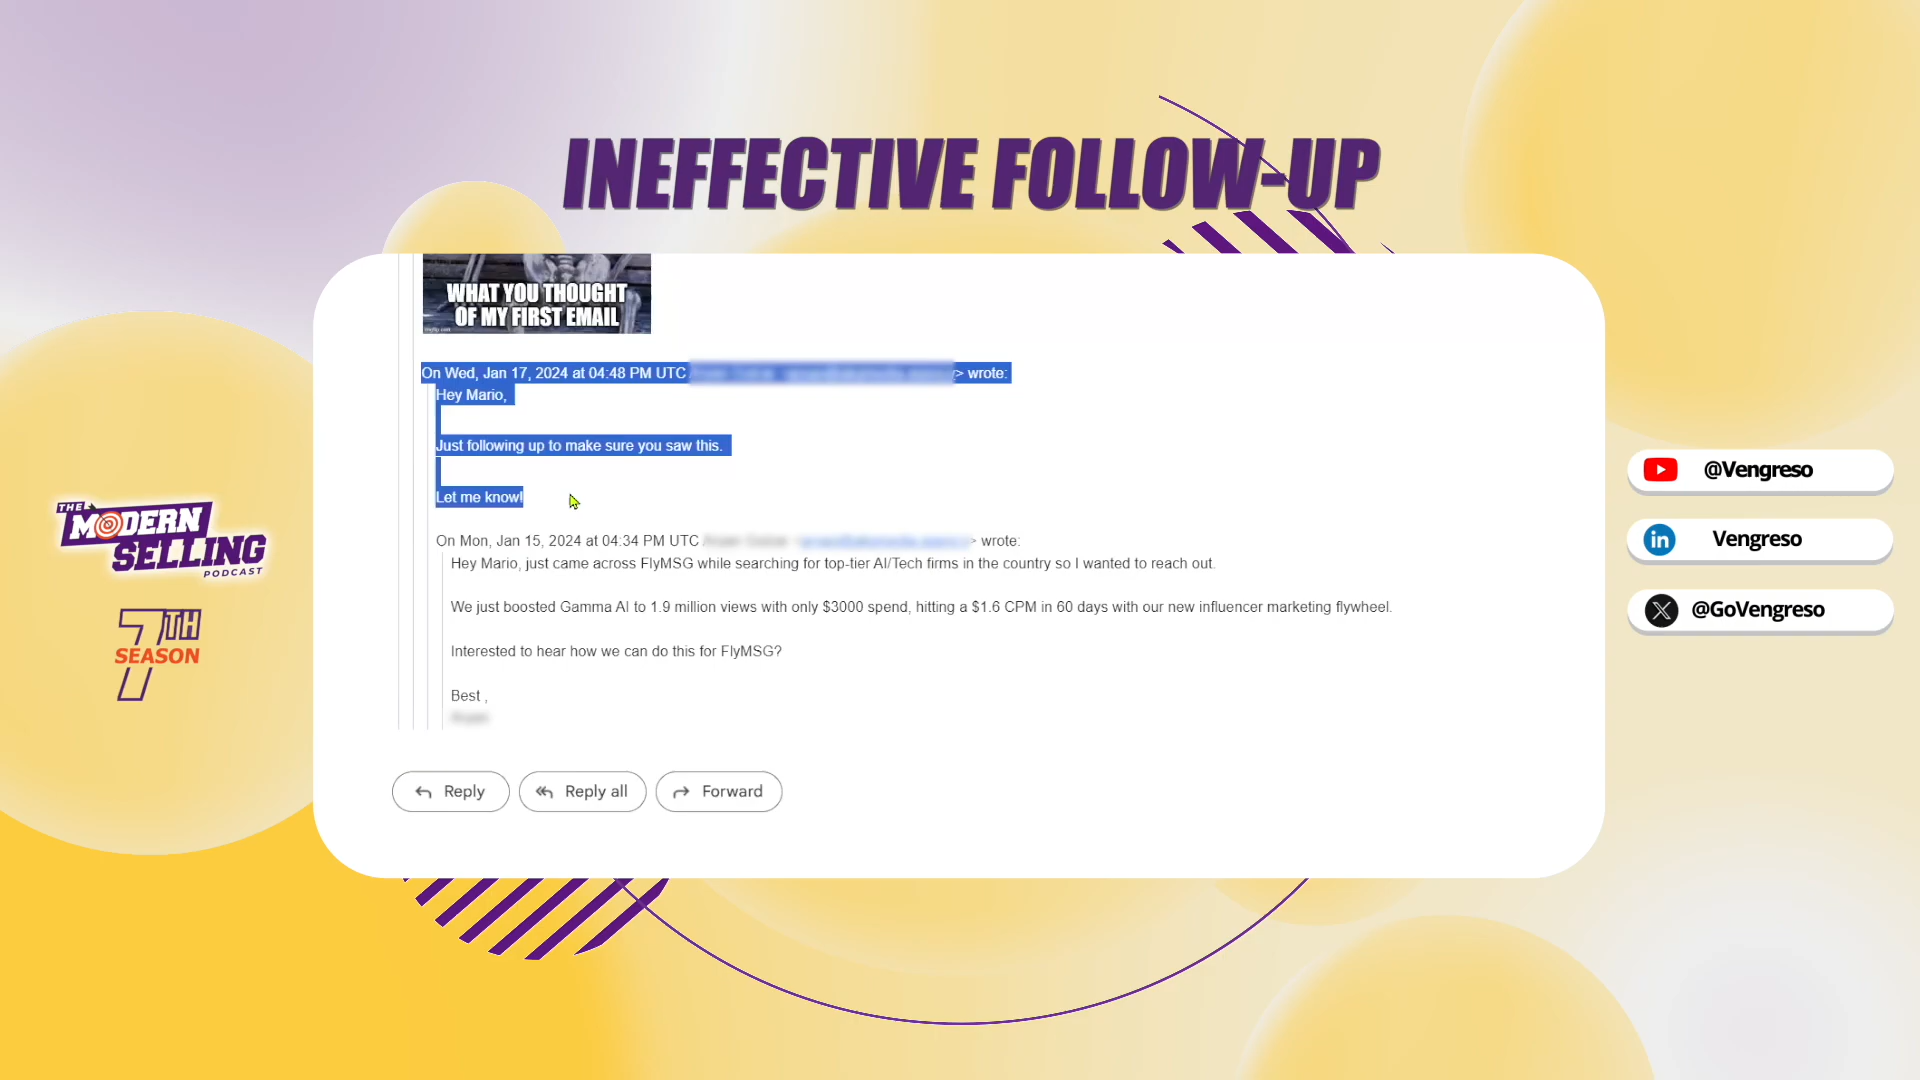 INEFFECTIVE FOLLOW-UP
WHAT YOU THOUGHT
OF MY FIRST EMAIL
On Wed, Jan 17, 2024 at 04:48 PM UTC > wrote:
Hey Mario,
Just following up to make sure you saw this.
Let me know!
On Mon, Jan 15, 2024 at 04:34 PM UTC > wrote:
Hey Mario, just came across FlyMSG while searching for top-tier AI/Tech firms in the country so I wanted to reach out.
We just boosted Gamma AI to 1.9 million views with only $3000 spend, hitting a $1.6 CPM in 60 days with our new influencer marketing flywheel.
Interested to hear how we can do this for FlyMSG?
Best ,
Reply
Reply all
Forward
THE
MODERN
SELLING
PODCAST
7TH
SEASON
@Vengreso
in Vengreso
X @GoVengreso